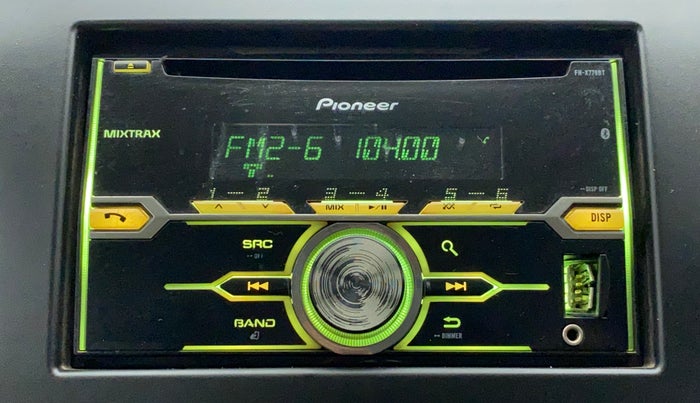 FH-X779BT
Pioneer
MIXTRAX
FM2-6 104.00
DISP OFF
1 — 2 3 — 4 5 — 6
MIX
DISP
SRC
OFF
BAND
DIMMER